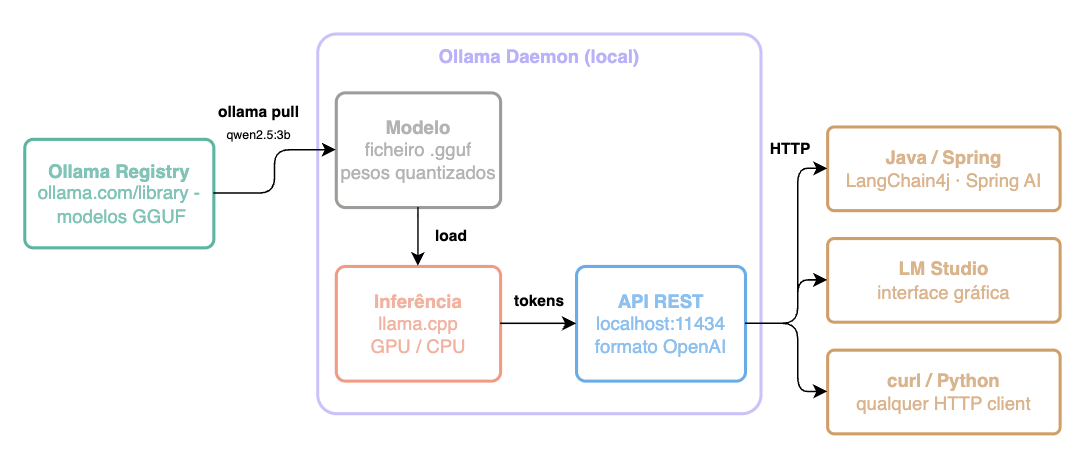 Ollama Daemon (local)
ollama pull
qwen2.5:3b
Ollama Registry
ollama.com/library -
modelos GGUF
Modelo
ficheiro .gguf
pesos quantizados
load
Inferência
llama.cpp
GPU / CPU
tokens
API REST
localhost:11434
formato OpenAI
HTTP
Java / Spring
LangChain4j · Spring AI
LM Studio
interface gráfica
curl / Python
qualquer HTTP client